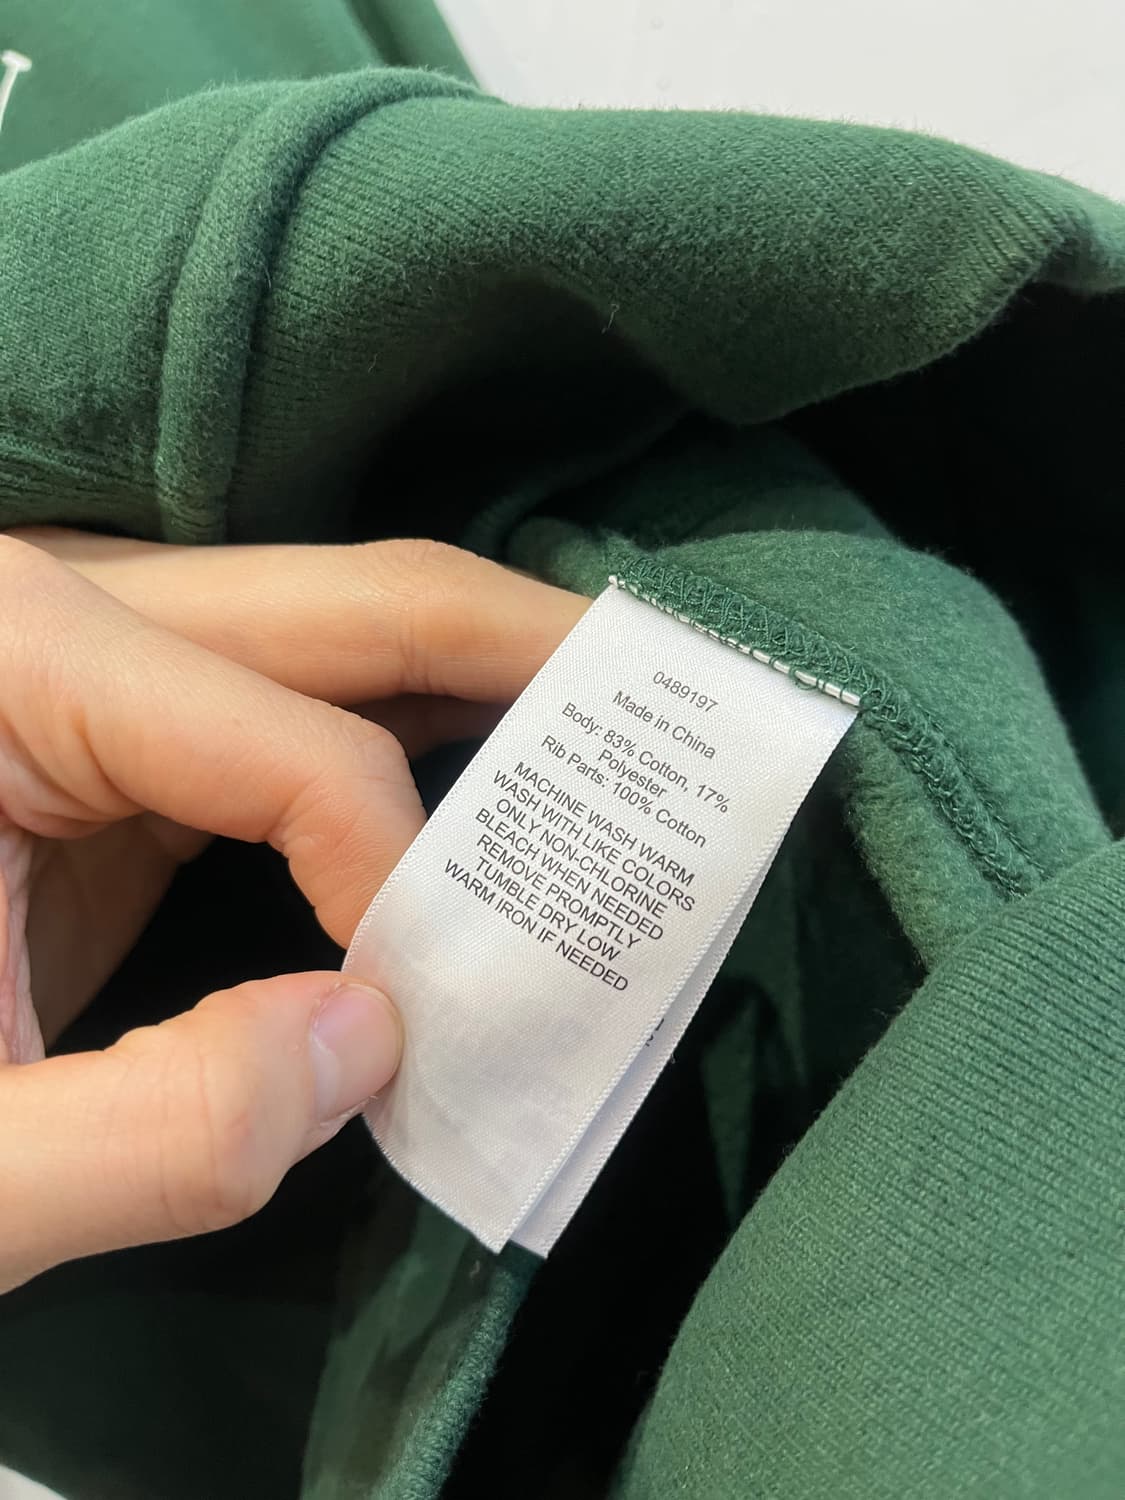 0489197
Made in China
Body: 83% Cotton, 17%
Polyester
Rib Parts: 100% Cotton
MACHINE WASH WARM
WASH WITH LIKE COLORS
ONLY NON-CHLORINE
BLEACH WHEN NEEDED
REMOVE PROMPTLY
TUMBLE DRY LOW
WARM IRON IF NEEDED